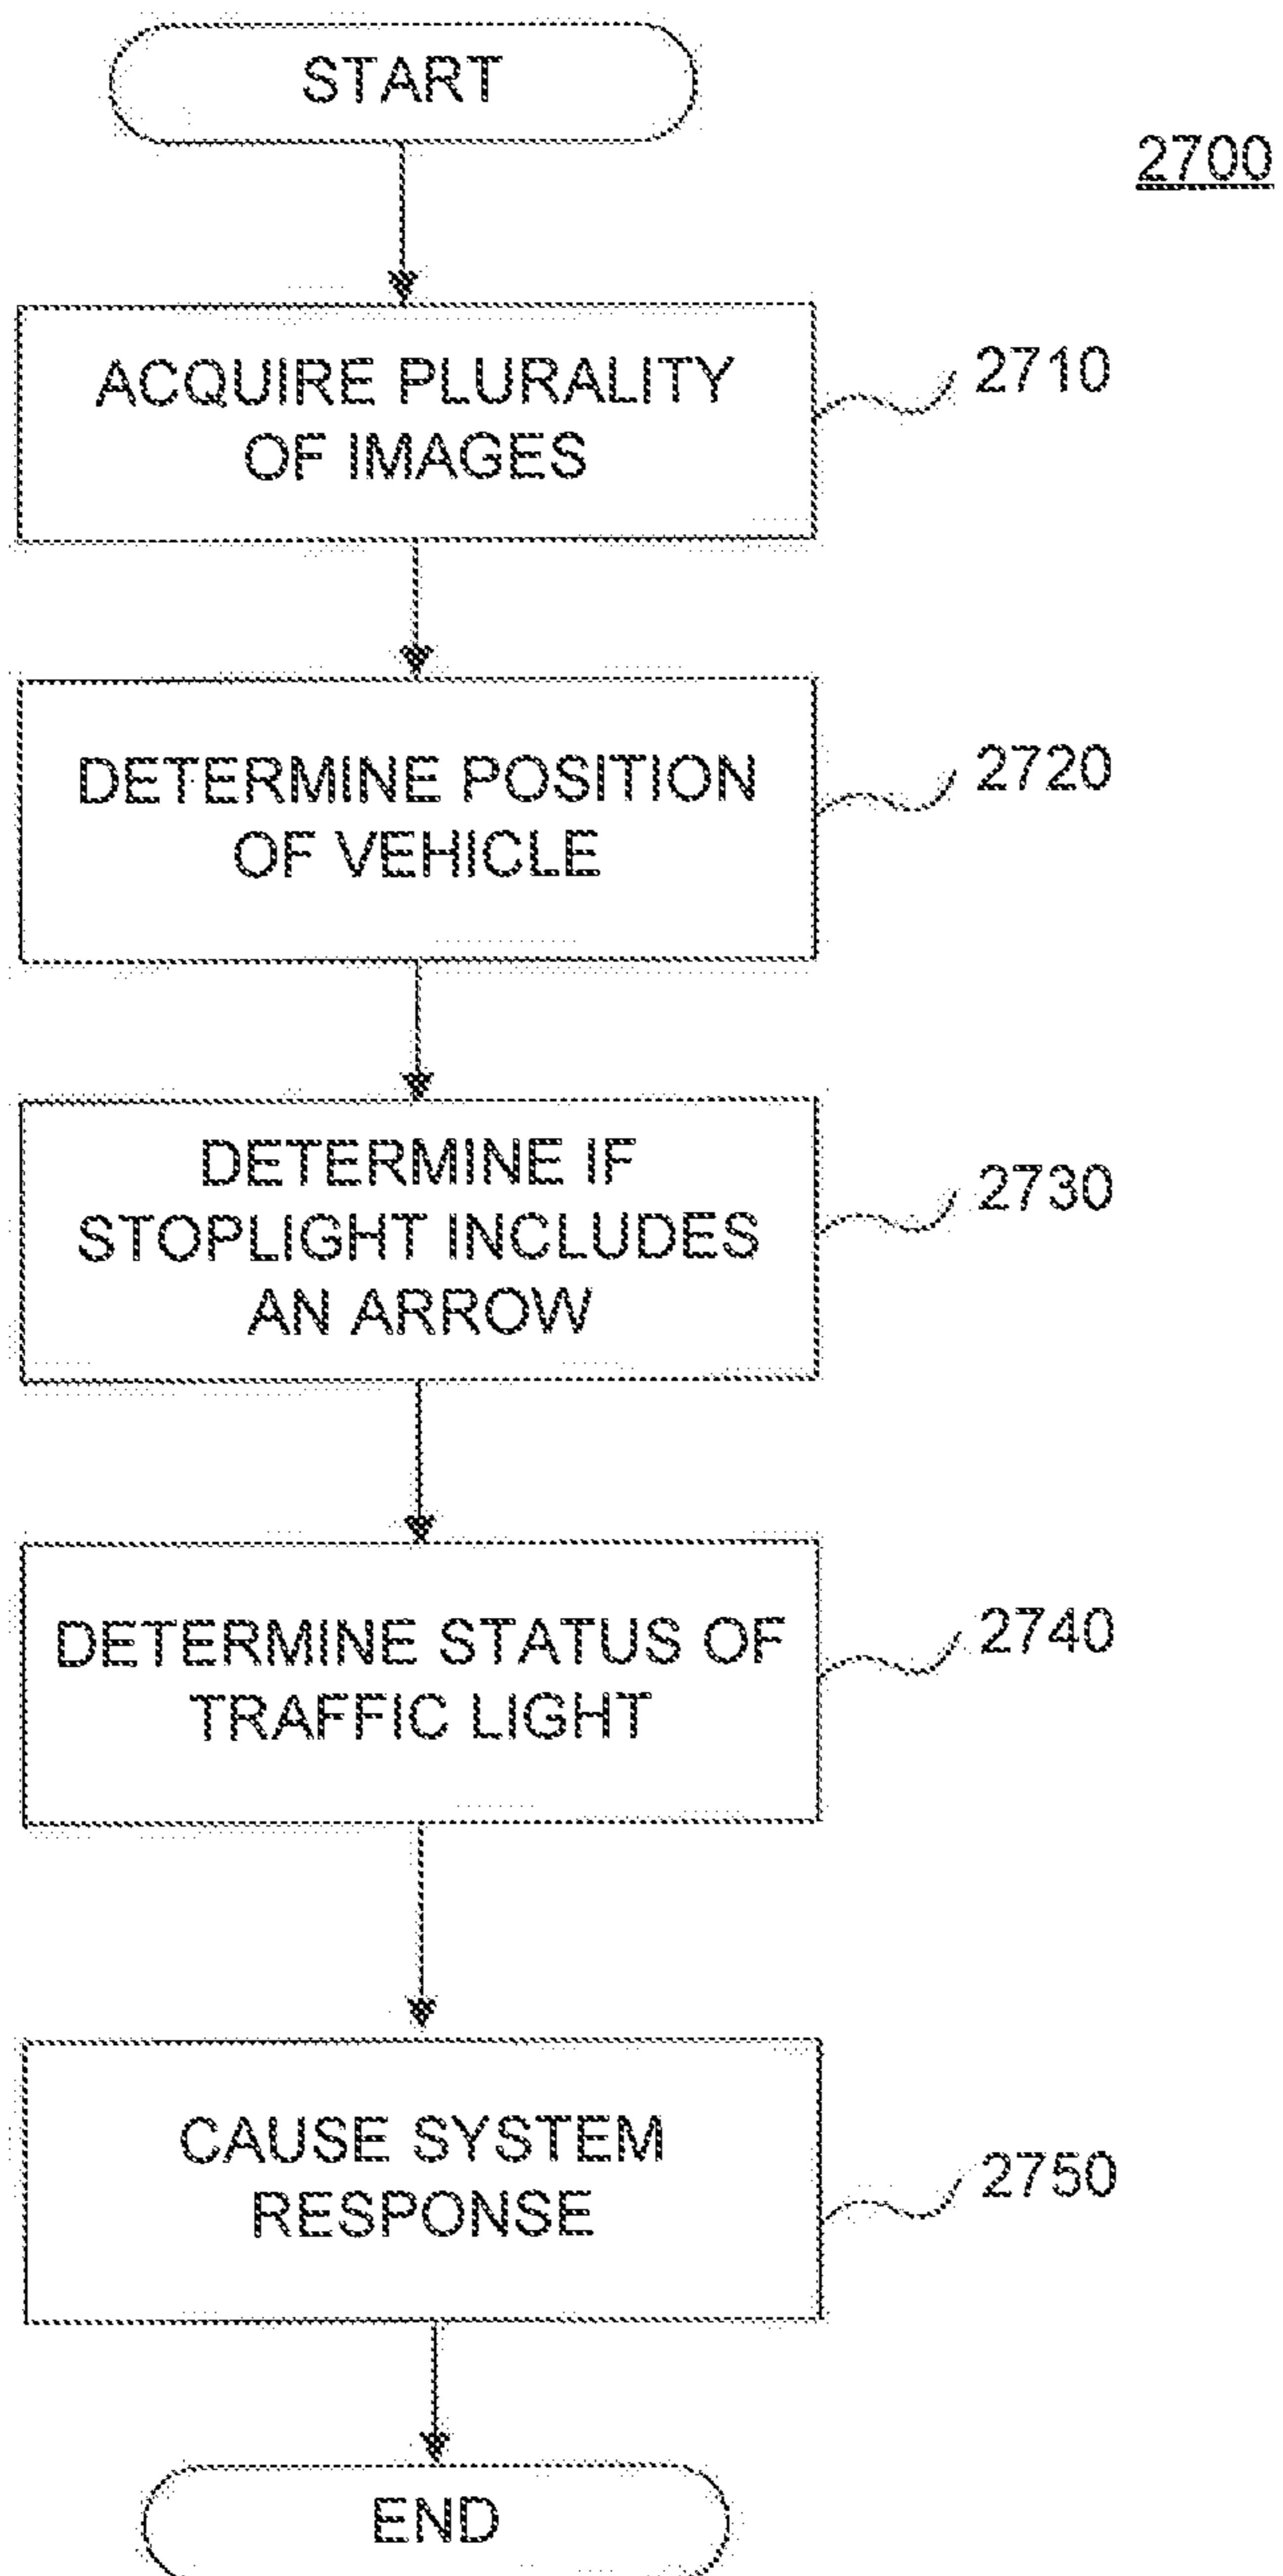 START
2700
ACQUIRE PLURALITY
OF IMAGES
2710
DETERMINE POSITION
OF VEHICLE
2720
DETERMINE IF
STOPLIGHT INCLUDES
AN ARROW
2730
DETERMINE STATUS OF
TRAFFIC LIGHT
2740
CAUSE SYSTEM
RESPONSE
2750
END